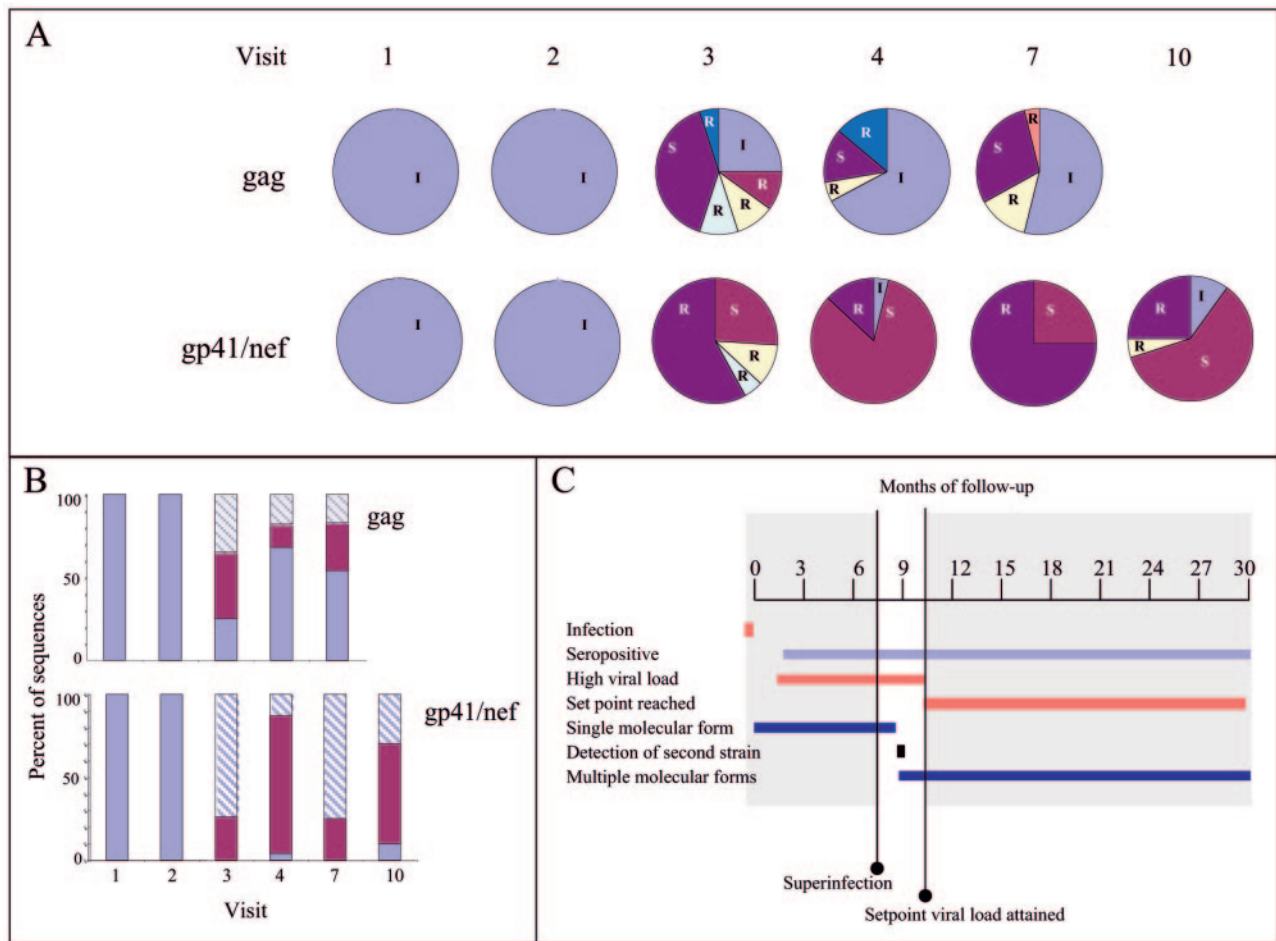 A
Visit 1 2 3 4 7 10
gag
I I I R R R S R I R S R I R S R
gp41/nef
I I S R R R I S R S R I S R R
B
100
50
0
gag
100
50
0
gp41/nef
Percent of sequences
1 2 3 4 7 10
Visit
C
Months of follow-up
0 3 6 9 12 15 18 21 24 27 30
Infection
Seropositive
High viral load
Set point reached
Single molecular form
Detection of second strain
Multiple molecular forms
Superinfection
Setpoint viral load attained